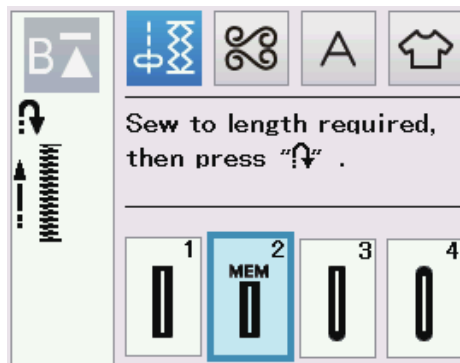 B
A
Sew to length required,
then press "".
1
2
3
4
MEM